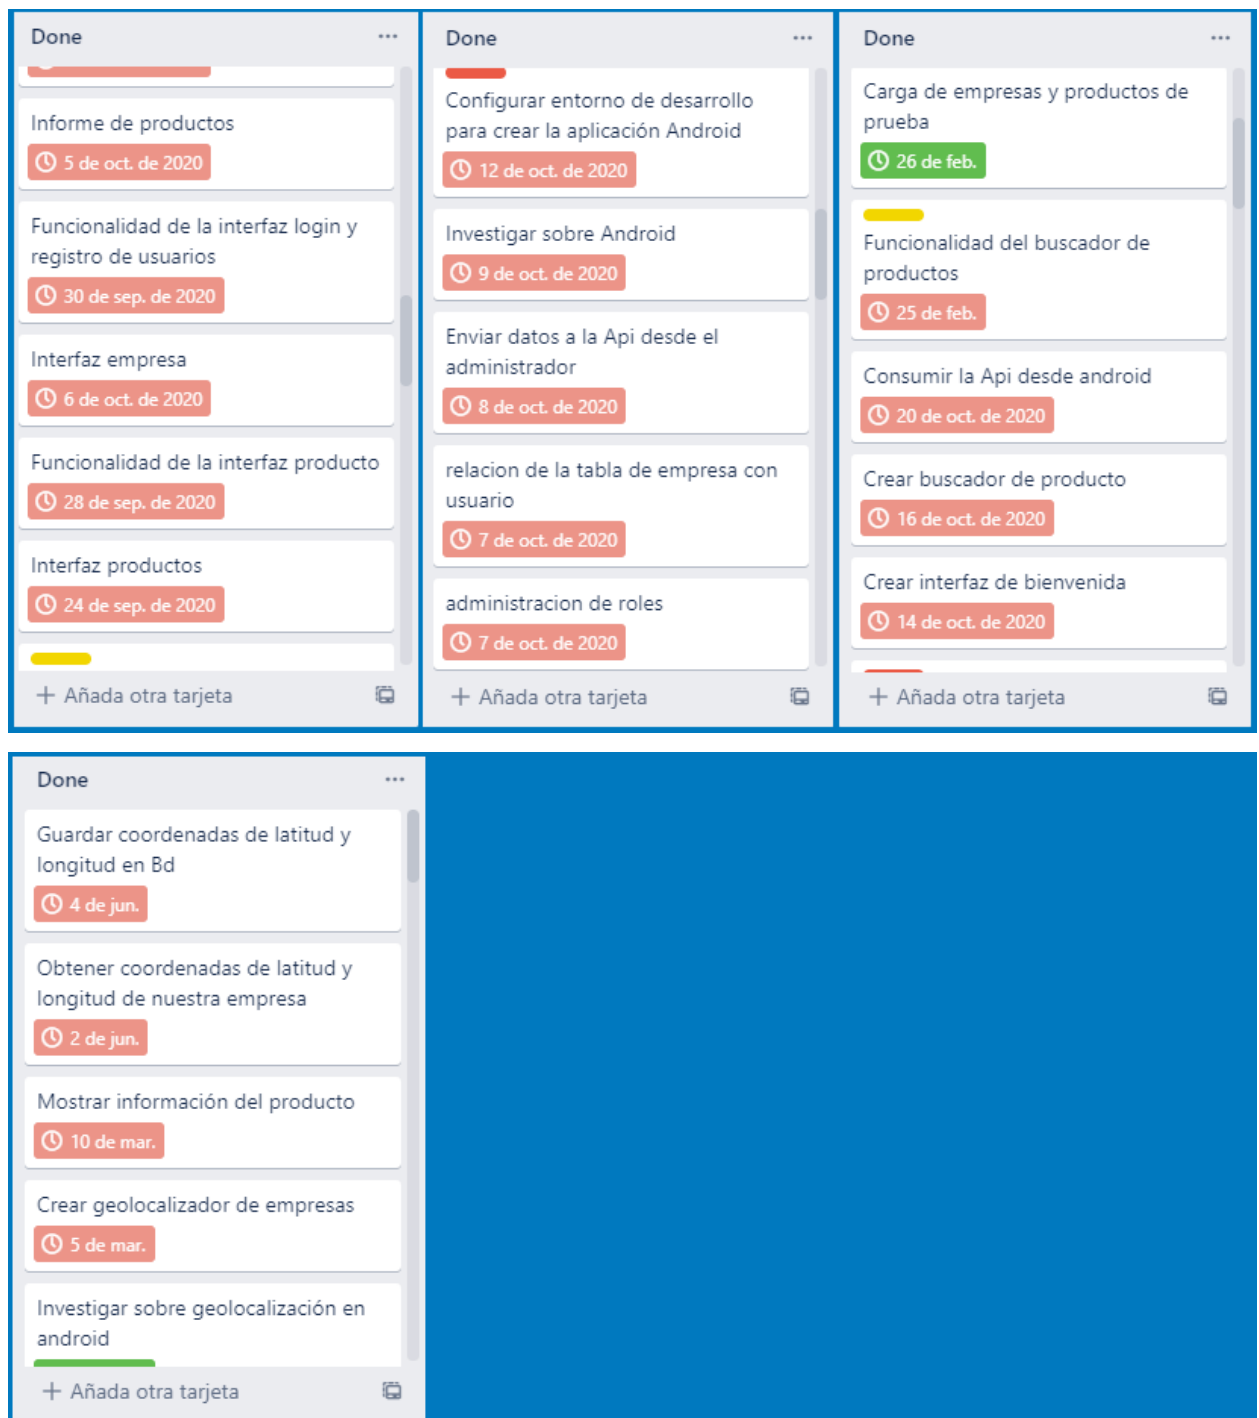 Done
Informe de productos
5 de oct. de 2020
Funcionalidad de la interfaz login y
registro de usuarios
30 de sep. de 2020
Interfaz empresa
6 de oct. de 2020
Funcionalidad de la interfaz producto
28 de sep. de 2020
Interfaz productos
24 de sep. de 2020
+ Añada otra tarjeta
Done
Configurar entorno de desarrollo
para crear la aplicación Android
12 de oct. de 2020
Investigar sobre Android
9 de oct. de 2020
Enviar datos a la Api desde el
administrador
8 de oct. de 2020
relacion de la tabla de empresa con
usuario
7 de oct. de 2020
administracion de roles
7 de oct. de 2020
+ Añada otra tarjeta
Done
Carga de empresas y productos de
prueba
26 de feb.
Funcionalidad del buscador de
productos
25 de feb.
Consumir la Api desde android
20 de oct. de 2020
Crear buscador de producto
16 de oct. de 2020
Crear interfaz de bienvenida
14 de oct. de 2020
+ Añada otra tarjeta
Done
Guardar coordenadas de latitud y
longitud en Bd
4 de jun.
Obtener coordenadas de latitud y
longitud de nuestra empresa
2 de jun.
Mostrar información del producto
10 de mar.
Crear geolocalizador de empresas
5 de mar.
Investigar sobre geolocalización en
android
+ Añada otra tarjeta